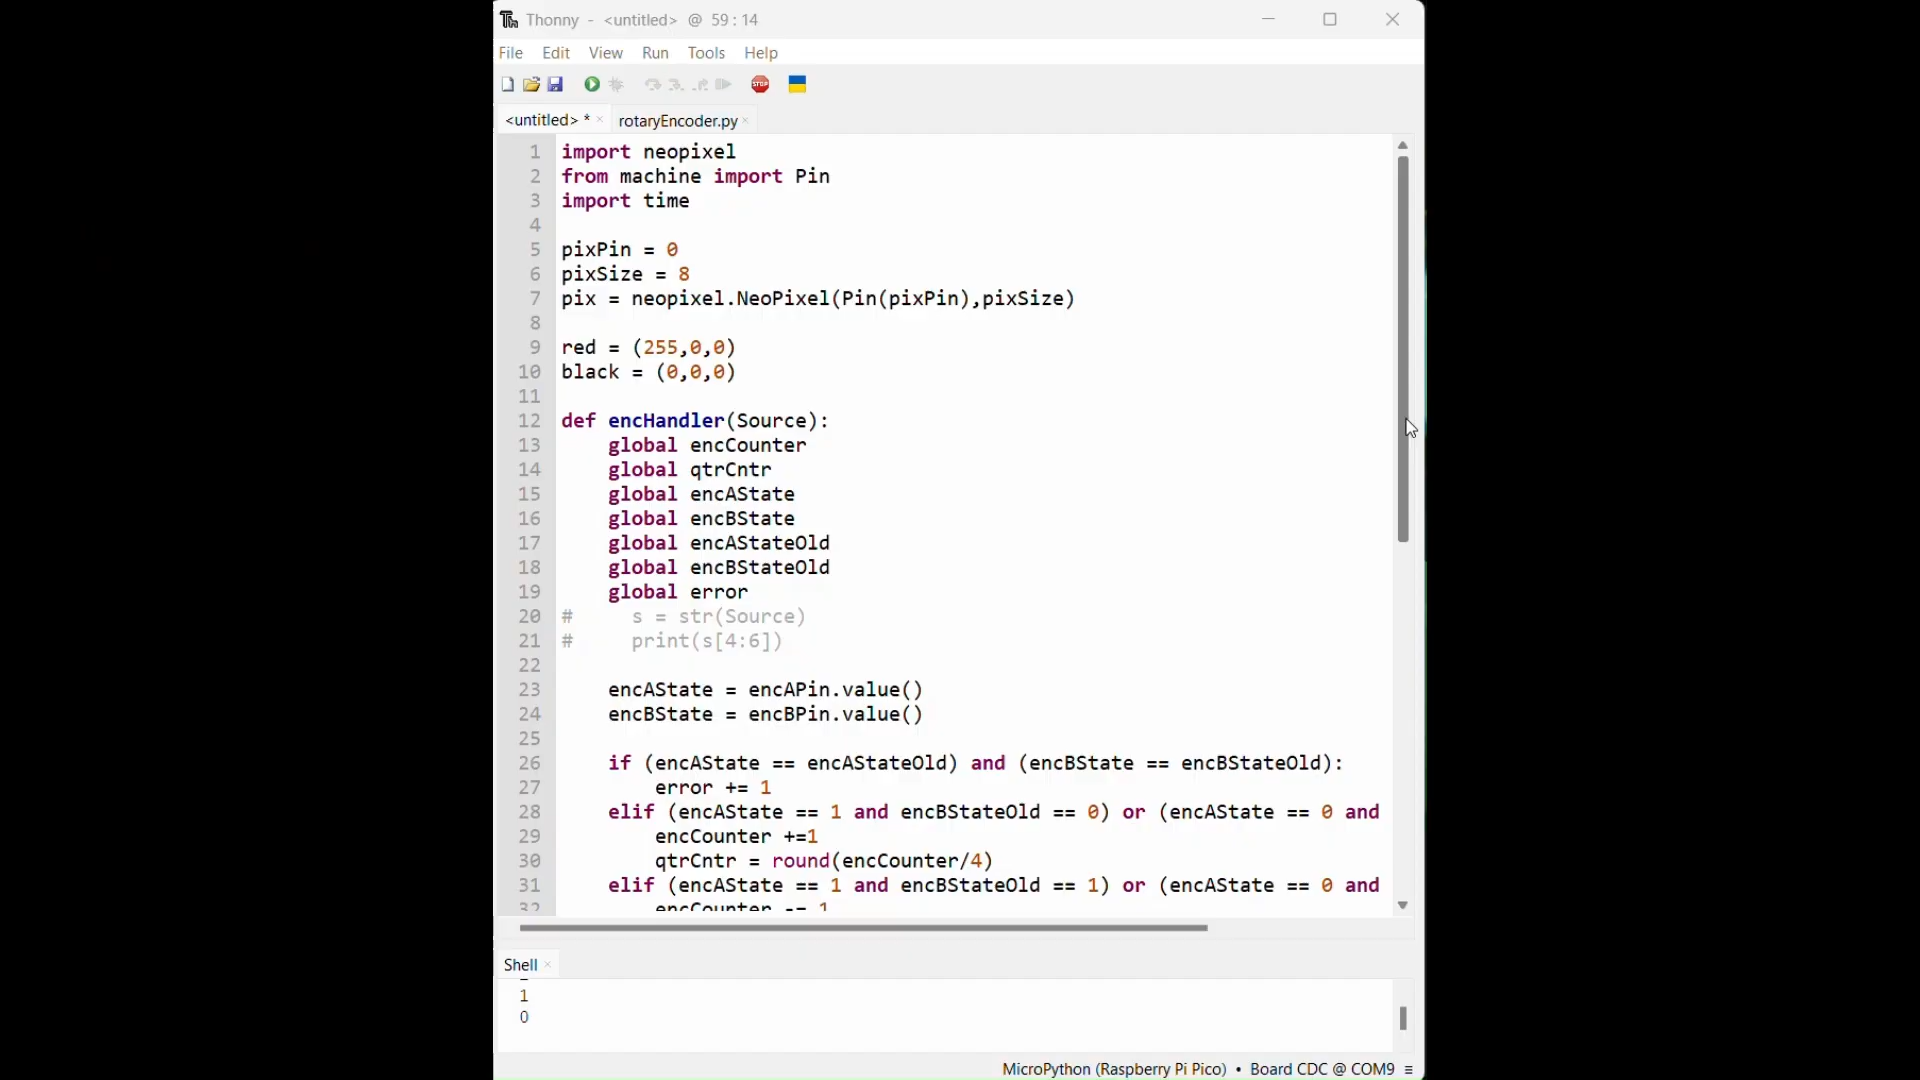 Thonny - <untitled> @ 59 : 14
File Edit View Run Tools Help
STOP
<untitled> * × rotaryEncoder.py ×
1 import neopixel
2 from machine import Pin
3 import time
4
5 pixPin = 0
6 pixSize = 8
7 pix = neopixel.NeoPixel(Pin(pixPin),pixSize)
8
9 red = (255,0,0)
10 black = (0,0,0)
11
12 def encHandler(Source):
13     global encCounter
14     global qtrCntr
15     global encAState
16     global encBState
17     global encAStateOld
18     global encBStateOld
19     global error
20 #     s = str(Source)
21 #     print(s[4:6])
22
23     encAState = encAPin.value()
24     encBState = encBPin.value()
25
26     if (encAState == encAStateOld) and (encBState == encBStateOld):
27         error += 1
28     elif (encAState == 1 and encBStateOld == 0) or (encAState == 0 and
29         encCounter +=1
30         qtrCntr = round(encCounter/4)
31     elif (encAState == 1 and encBStateOld == 1) or (encAState == 0 and
32         encCounter -= 1
Shell ×
1
0
MicroPython (Raspberry Pi Pico) • Board CDC @ COM9 ≡